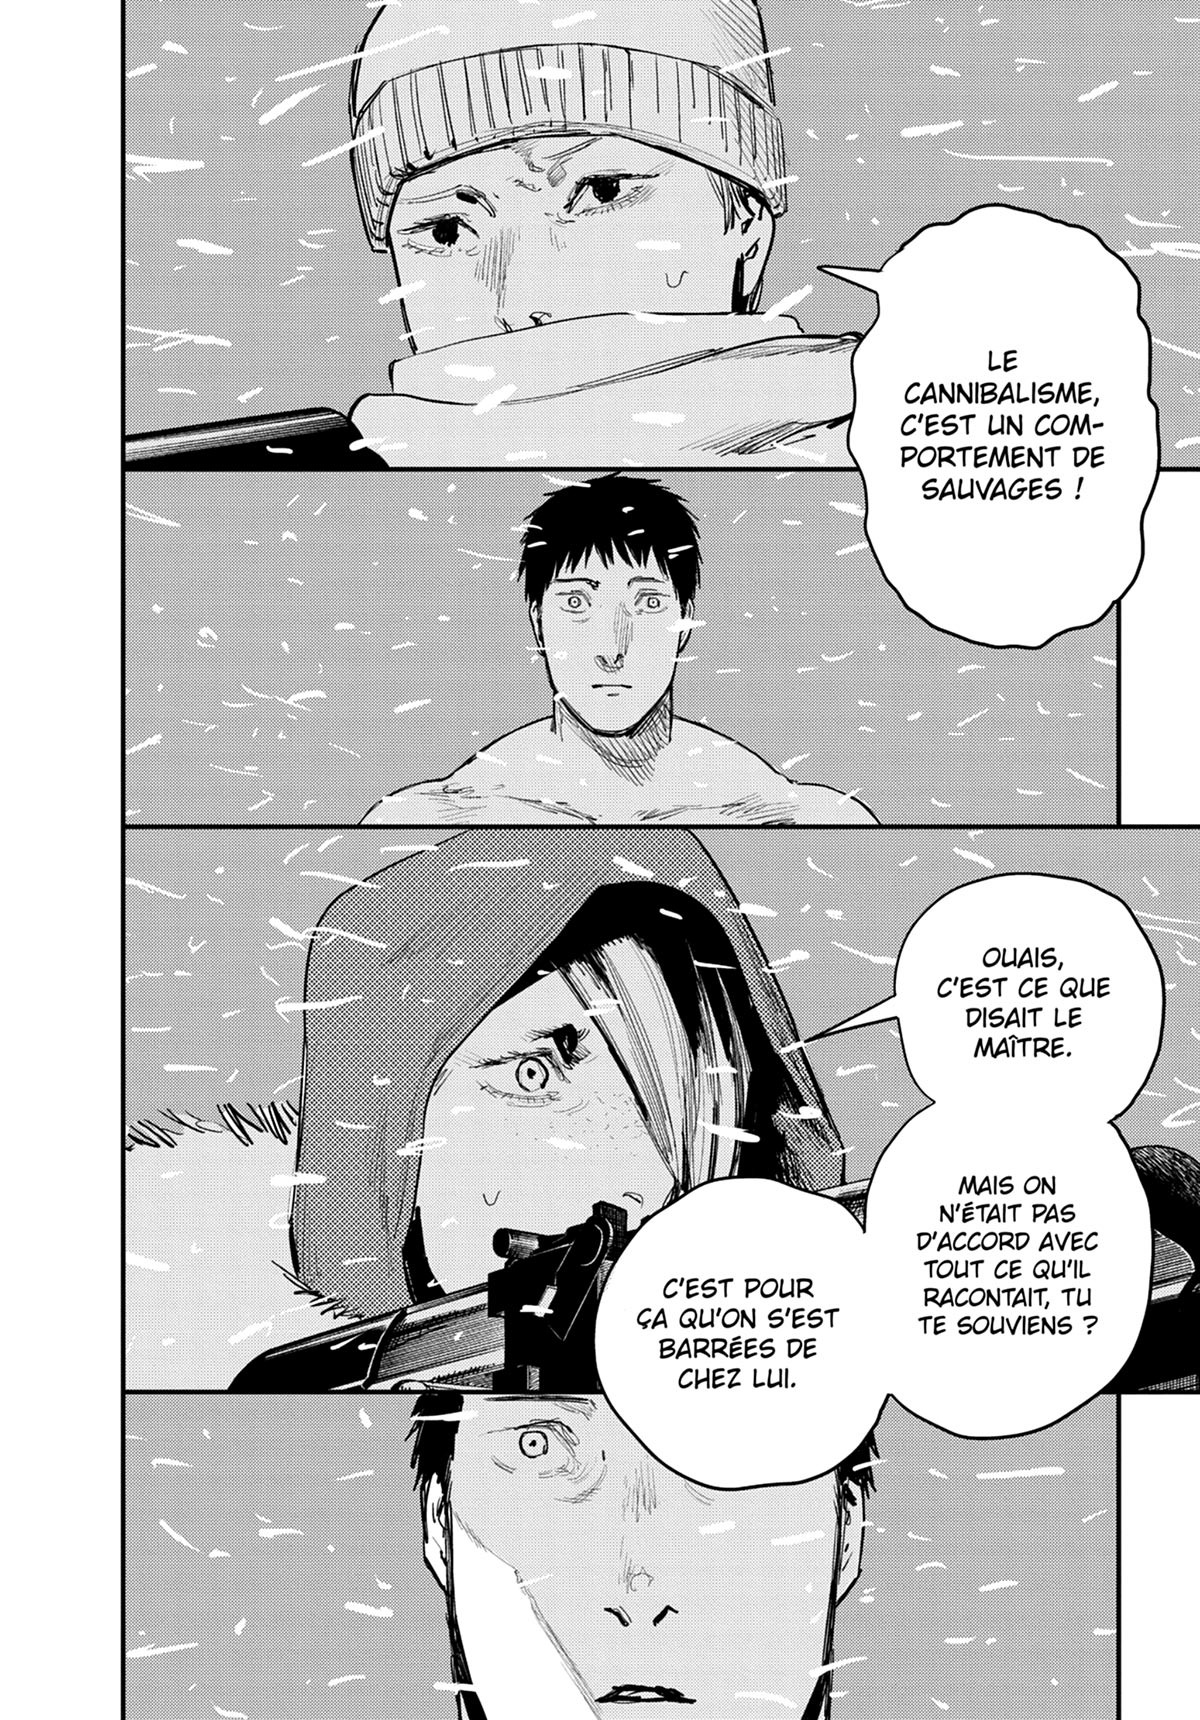 LE
CANNIBALISME,
C'EST UN COM-
PORTEMENT DE
SAUVAGES !
OUAIS,
C'EST CE QUE
DISAIT LE
MAÎTRE.
MAIS ON
N'ÉTAIT PAS
D'ACCORD AVEC
TOUT CE QU'IL
RACONTAIT, TU
TE SOUVIENS ?
C'EST POUR
ÇA QU'ON S'EST
BARRÉES DE
CHEZ LUI.